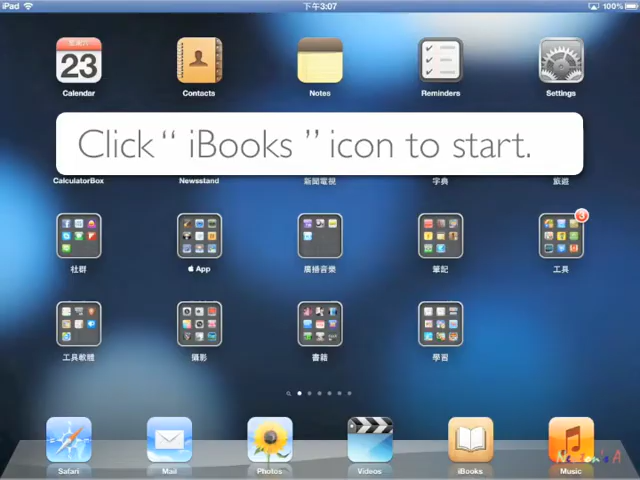 iPad 下午3:07 100%
23
Calendar Contacts Notes Reminders Settings
Click “ iBooks ” icon to start.
CalculatorBox Newsstand 新聞電視 字典 旅遊
3
社群 App 廣播音樂 筆記 工具
工具軟體 攝影 書籍 學習
Safari Mail Photos Videos iBooks Music